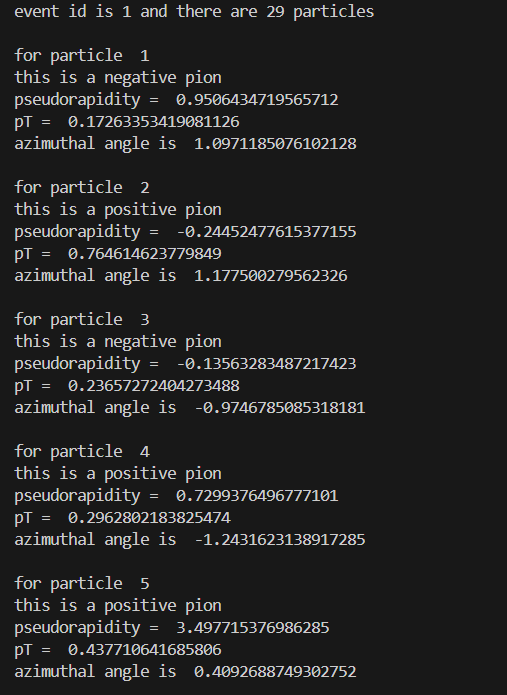 event id is 1 and there are 29 particles
for particle  1
this is a negative pion
pseudorapidity =  0.9506434719565712
pT =  0.17263353419081126
azimuthal angle is  1.0971185076102128
for particle  2
this is a positive pion
pseudorapidity =  -0.24452477615377155
pT =  0.764614623779849
azimuthal angle is  1.177500279562326
for particle  3
this is a negative pion
pseudorapidity =  -0.13563283487217423
pT =  0.23657272404273488
azimuthal angle is  -0.9746785085318181
for particle  4
this is a positive pion
pseudorapidity =  0.7299376496777101
pT =  0.2962802183825474
azimuthal angle is  -1.2431623138917285
for particle  5
this is a positive pion
pseudorapidity =  3.497715376986285
pT =  0.437710641685806
azimuthal angle is  0.4092688749302752